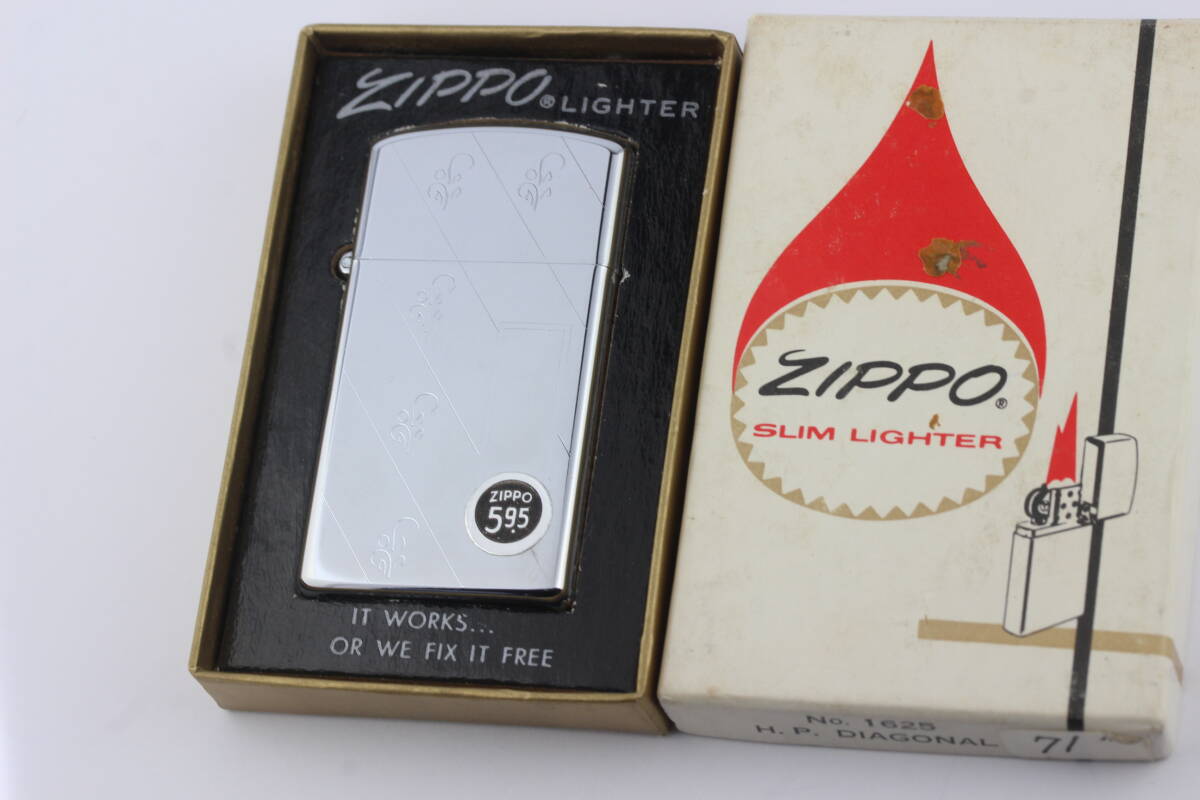 ZIPPO® LIGHTER
ZIPPO
5.95
IT WORKS...
OR WE FIX IT FREE
ZIPPO®
SLIM LIGHTER
No. 1625
H. P. DIAGONAL
71